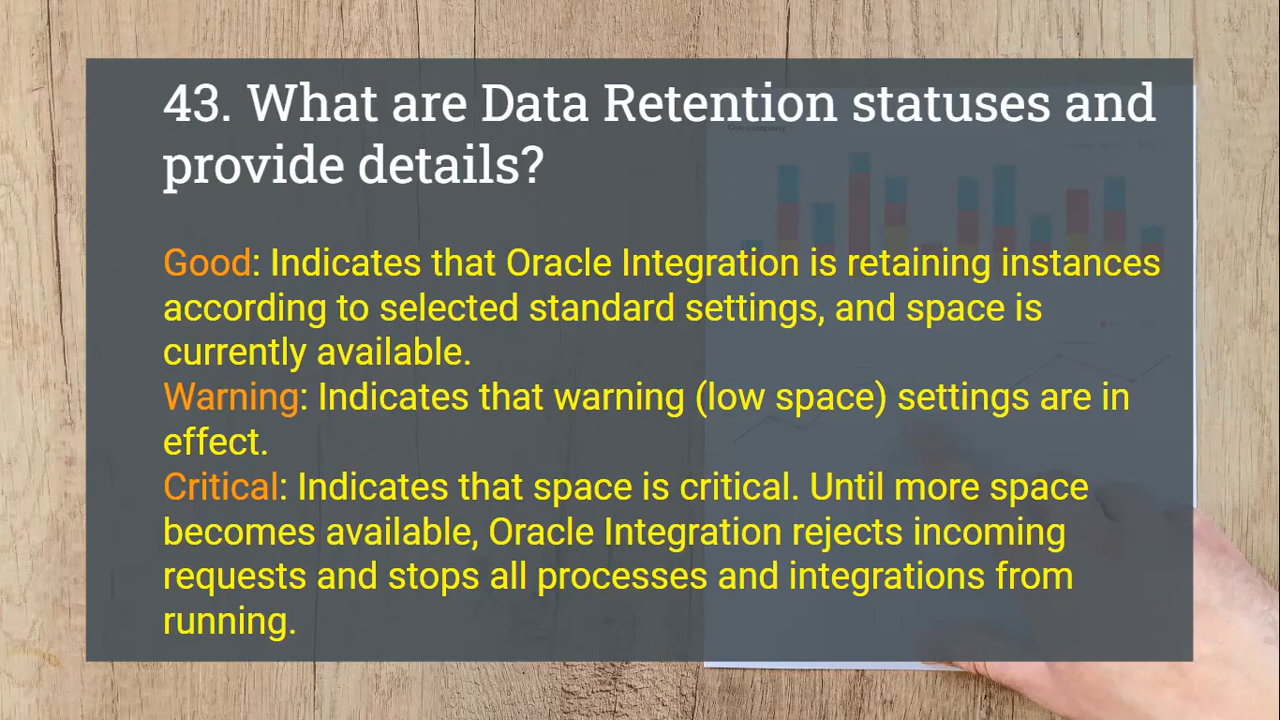 43. What are Data Retention statuses and
provide details?
Good: Indicates that Oracle Integration is retaining instances
according to selected standard settings, and space is
currently available.
Warning: Indicates that warning (low space) settings are in
effect.
Critical: Indicates that space is critical. Until more space
becomes available, Oracle Integration rejects incoming
requests and stops all processes and integrations from
running.